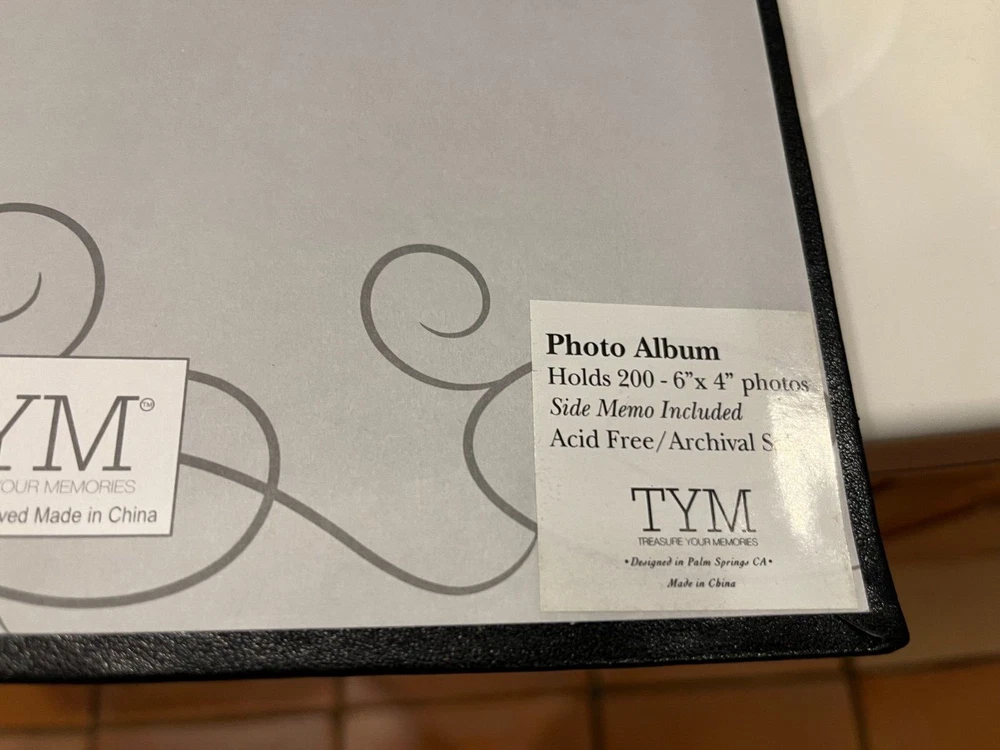 YM™
YOUR MEMORIES
ved Made in China
Photo Album
Holds 200 - 6”x 4” photos
Side Memo Included
Acid Free/Archival
TYM
TREASURE YOUR MEMORIES
•Designed in Palm Springs CA•
Made in China